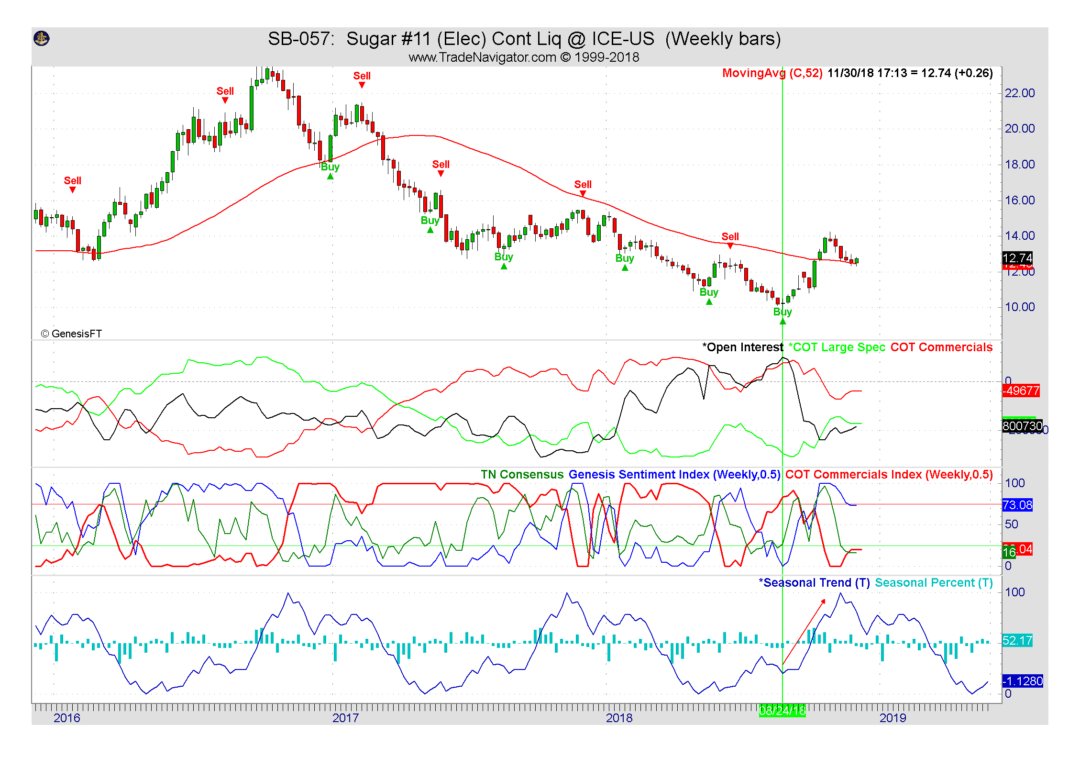 SB-057: Sugar #11 (Elec) Cont Liq @ ICE-US (Weekly bars)
www.TradeNavigator.com © 1999-2018
MovingAvg (C,52) 11/30/18 17:13 = 12.74 (+0.26)
22.00
20.00
18.00
16.00
14.00
12.74
12.00
10.00
Sell
Sell
Sell
Buy
Sell
Buy
Buy
Sell
Buy
Sell
Buy
Buy
© GenesisFT
*Open Interest *COT Large Spec COT Commercials
0
-49677
800730
TN Consensus Genesis Sentiment Index (Weekly,0.5) COT Commercials Index (Weekly,0.5)
100
73.08
50
16.04
0
*Seasonal Trend (T) Seasonal Percent (T)
100
52.17
-1.1280
0
2016 2017 2018 08/24/18 2019